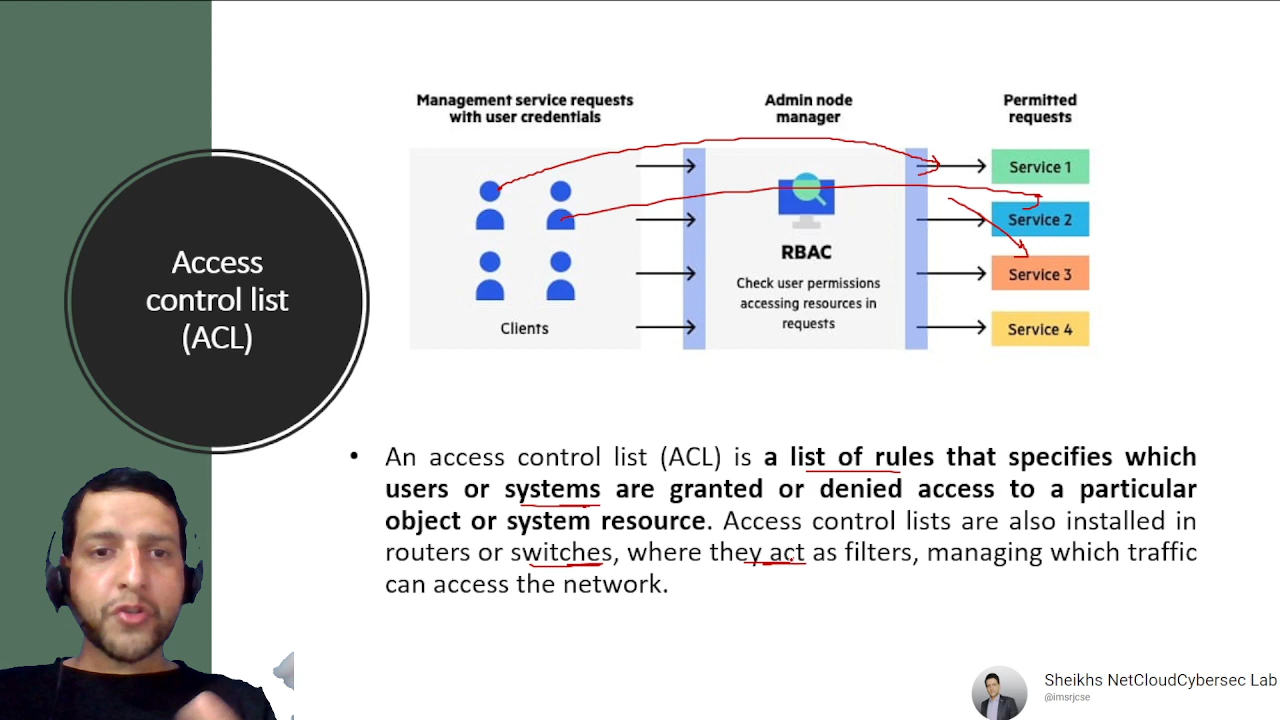 Access
control list
(ACL)
Management service requests
with user credentials
Admin node
manager
Permitted
requests
Clients
RBAC
Check user permissions
accessing resources in
requests
Service 1
Service 2
Service 3
Service 4
• An access control list (ACL) is a list of rules that specifies which
users or systems are granted or denied access to a particular
object or system resource. Access control lists are also installed in
routers or switches, where they act as filters, managing which traffic
can access the network.
Sheikhs NetCloudCybersec Lab
@imsrjcse